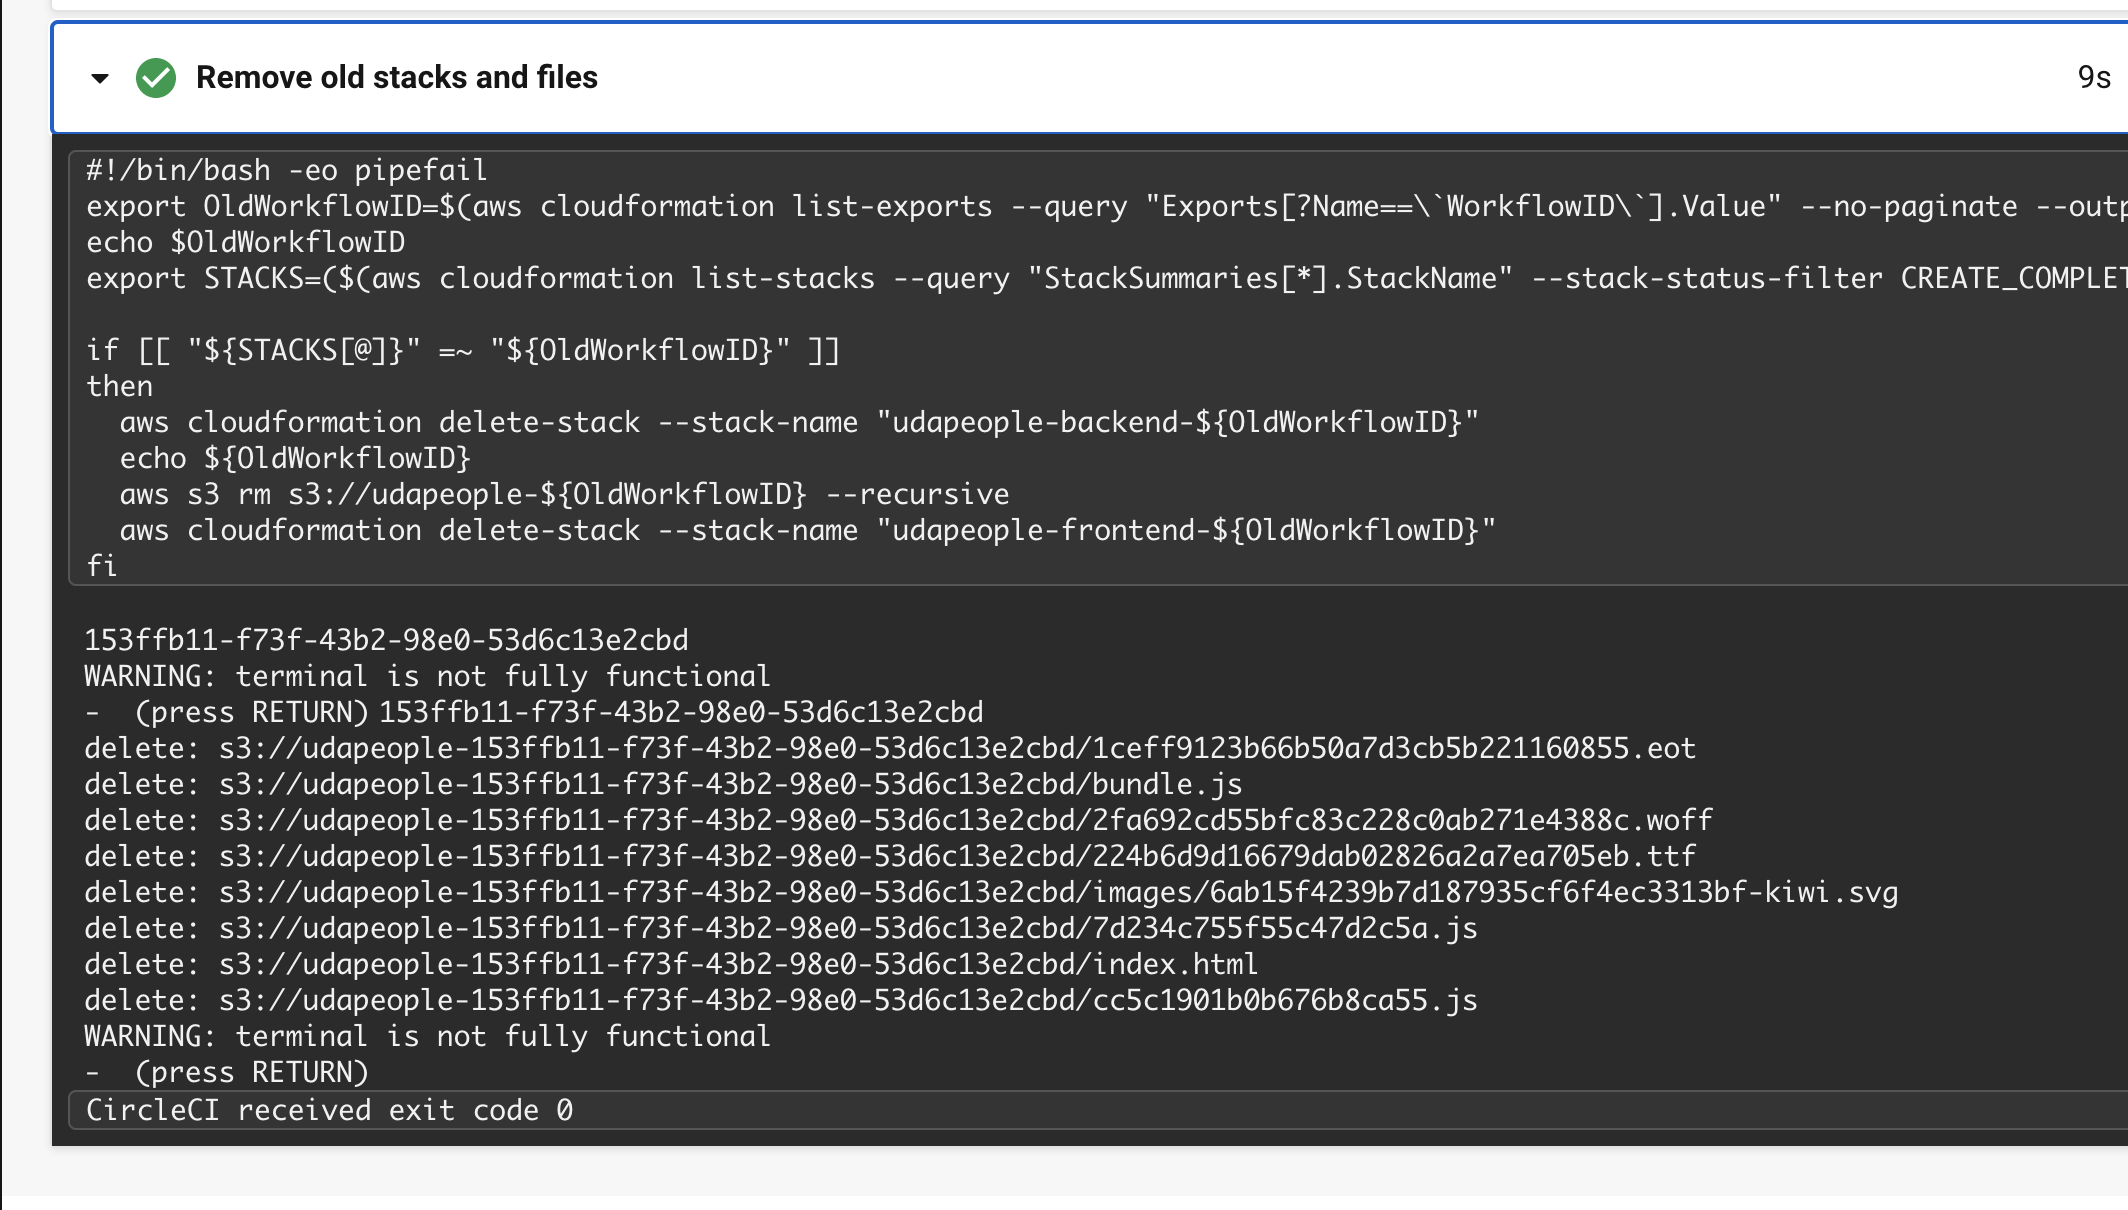 Remove old stacks and files
9s
#!/bin/bash -eo pipefail
export OldWorkflowID=$(aws cloudformation list-exports --query "Exports[?Name==\`WorkflowID\`].Value" --no-paginate --outp
echo $OldWorkflowID
export STACKS=($(aws cloudformation list-stacks --query "StackSummaries[*].StackName" --stack-status-filter CREATE_COMPLET
if [[ "${STACKS[@]}" =~ "${OldWorkflowID}" ]]
then
  aws cloudformation delete-stack --stack-name "udapeople-backend-${OldWorkflowID}"
  echo ${OldWorkflowID}
  aws s3 rm s3://udapeople-${OldWorkflowID} --recursive
  aws cloudformation delete-stack --stack-name "udapeople-frontend-${OldWorkflowID}"
fi
153ffb11-f73f-43b2-98e0-53d6c13e2cbd
WARNING: terminal is not fully functional
-  (press RETURN) 153ffb11-f73f-43b2-98e0-53d6c13e2cbd
delete: s3://udapeople-153ffb11-f73f-43b2-98e0-53d6c13e2cbd/1ceff9123b66b50a7d3cb5b221160855.eot
delete: s3://udapeople-153ffb11-f73f-43b2-98e0-53d6c13e2cbd/bundle.js
delete: s3://udapeople-153ffb11-f73f-43b2-98e0-53d6c13e2cbd/2fa692cd55bfc83c228c0ab271e4388c.woff
delete: s3://udapeople-153ffb11-f73f-43b2-98e0-53d6c13e2cbd/224b6d9d16679dab02826a2a7ea705eb.ttf
delete: s3://udapeople-153ffb11-f73f-43b2-98e0-53d6c13e2cbd/images/6ab15f4239b7d187935cf6f4ec3313bf-kiwi.svg
delete: s3://udapeople-153ffb11-f73f-43b2-98e0-53d6c13e2cbd/7d234c755f55c47d2c5a.js
delete: s3://udapeople-153ffb11-f73f-43b2-98e0-53d6c13e2cbd/index.html
delete: s3://udapeople-153ffb11-f73f-43b2-98e0-53d6c13e2cbd/cc5c1901b0b676b8ca55.js
WARNING: terminal is not fully functional
-  (press RETURN)
CircleCI received exit code 0